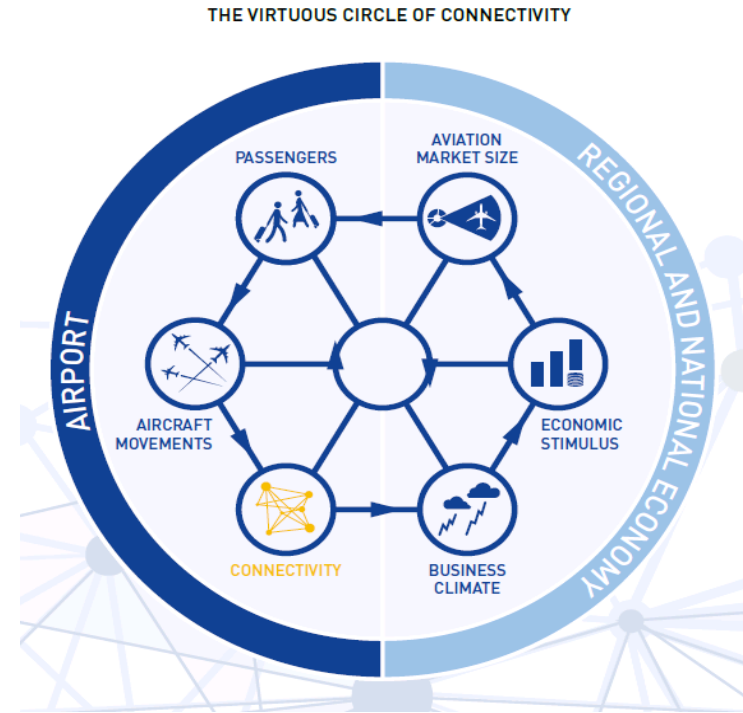 THE VIRTUOUS CIRCLE OF CONNECTIVITY
PASSENGERS
AVIATION
MARKET SIZE
AIRPORT
REGIONAL AND NATIONAL ECONOMY
AIRCRAFT
MOVEMENTS
ECONOMIC
STIMULUS
CONNECTIVITY
BUSINESS
CLIMATE